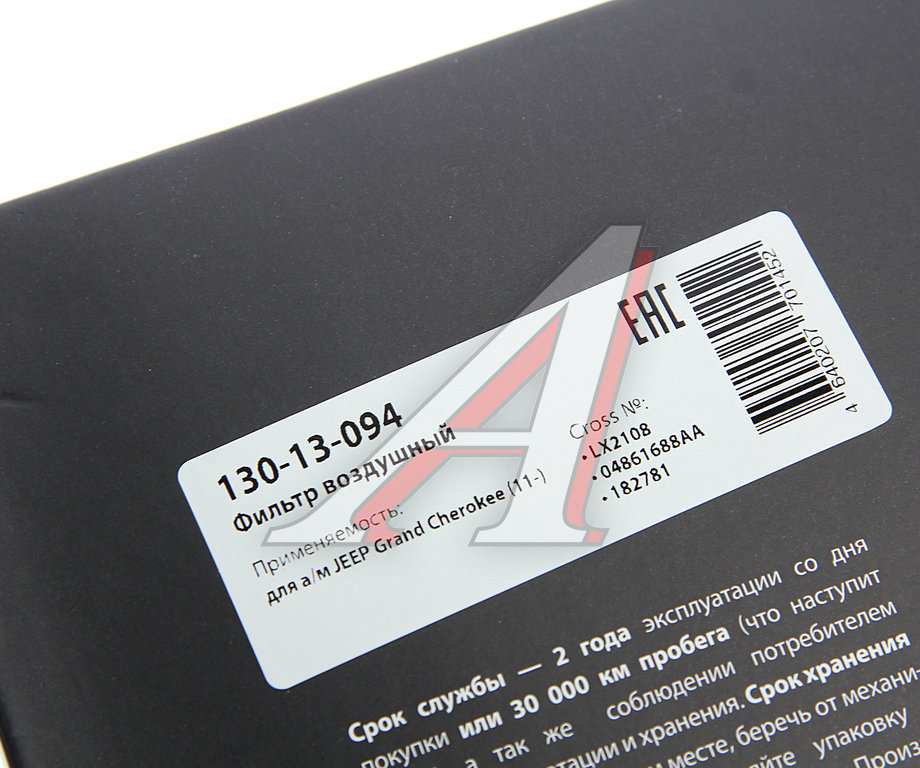 130-13-094
Фильтр воздушный
Применяемость:
для а/м JEEP Grand Cherokee (11-)
Cross №:
• LX2108
• 04861688AA
• 182781
EAC
4 640207 701452
Срок службы — 2 года эксплуатации со дня
покупки или 30 000 км пробега (что наступит
а так же соблюдении потребителем
тации и хранения. Срок хранения
месте, беречь от механи-
упаковку
Произ